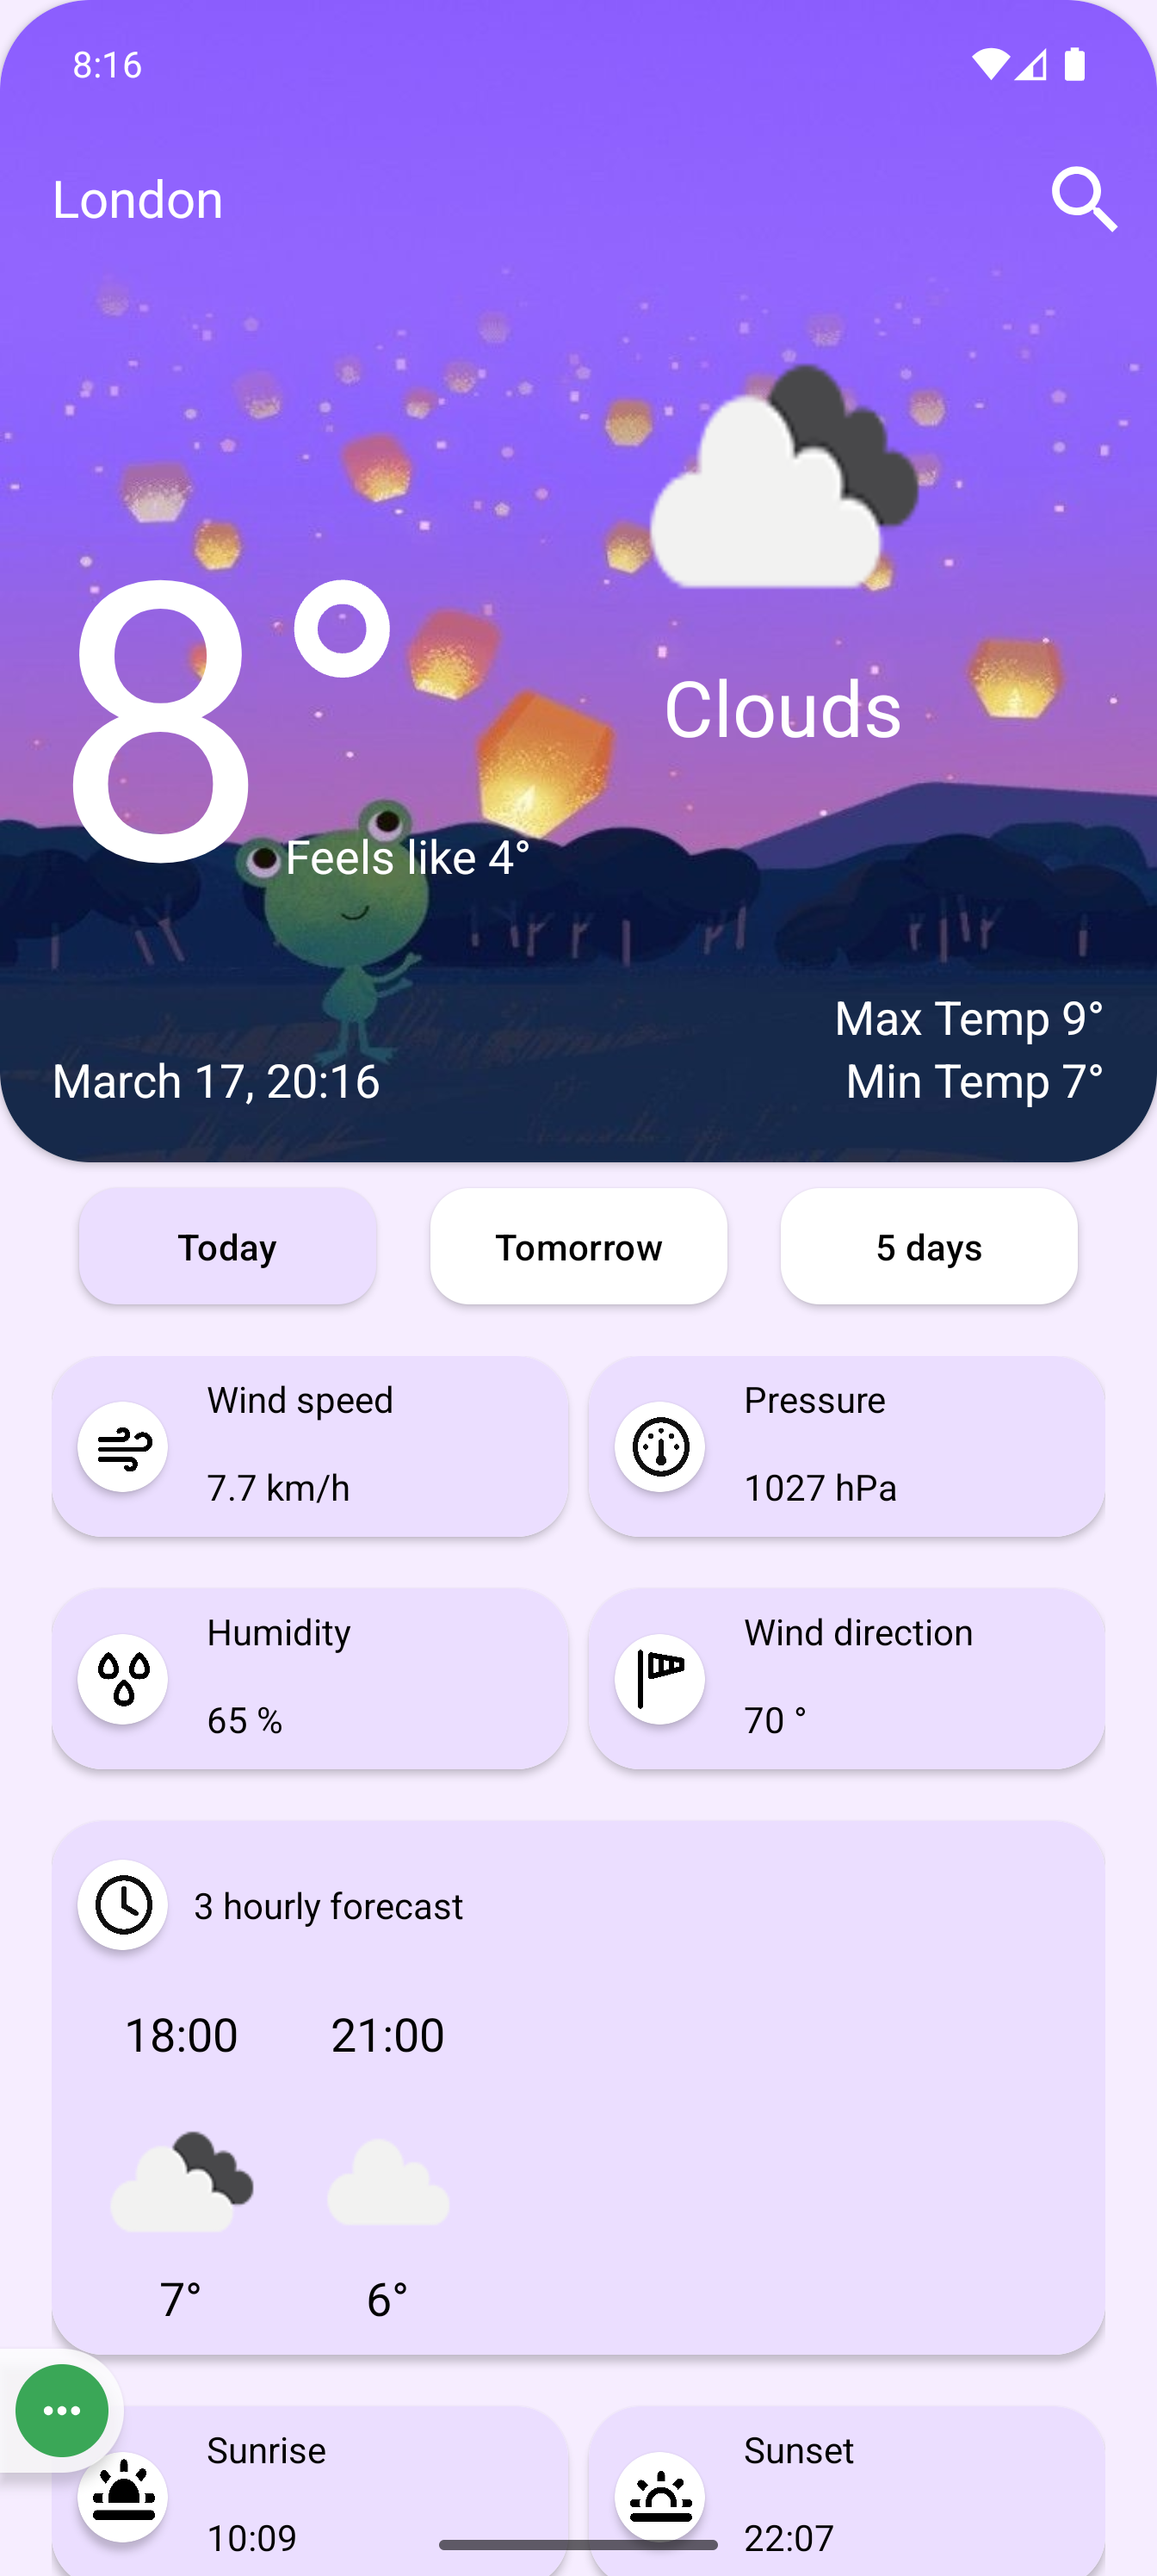 8:16
London
8°
Clouds
Feels like 4°
Max Temp 9°
March 17, 20:16
Min Temp 7°
Today
Tomorrow
5 days
Wind speed
7.7 km/h
Pressure
1027 hPa
Humidity
65 %
Wind direction
70 °
3 hourly forecast
18:00
21:00
7°
6°
Sunrise
10:09
Sunset
22:07